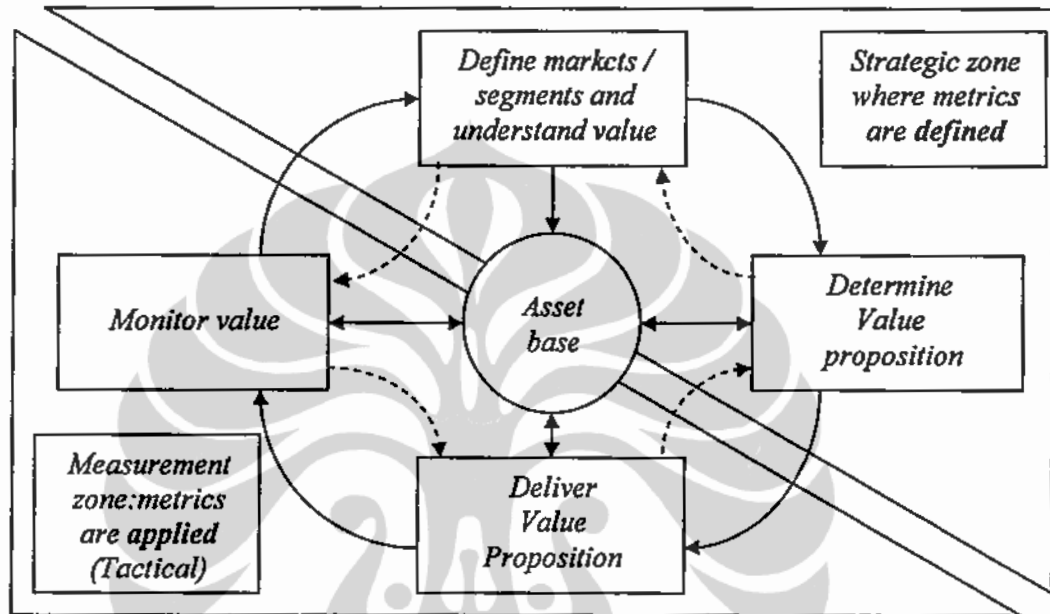 Define markets /
segments and
understand value
Strategic zone
where metrics
are defined
Monitor value
Asset
base
Determine
Value
proposition
Measurement
zone:metrics
are applied
(Tactical)
Deliver
Value
Proposition